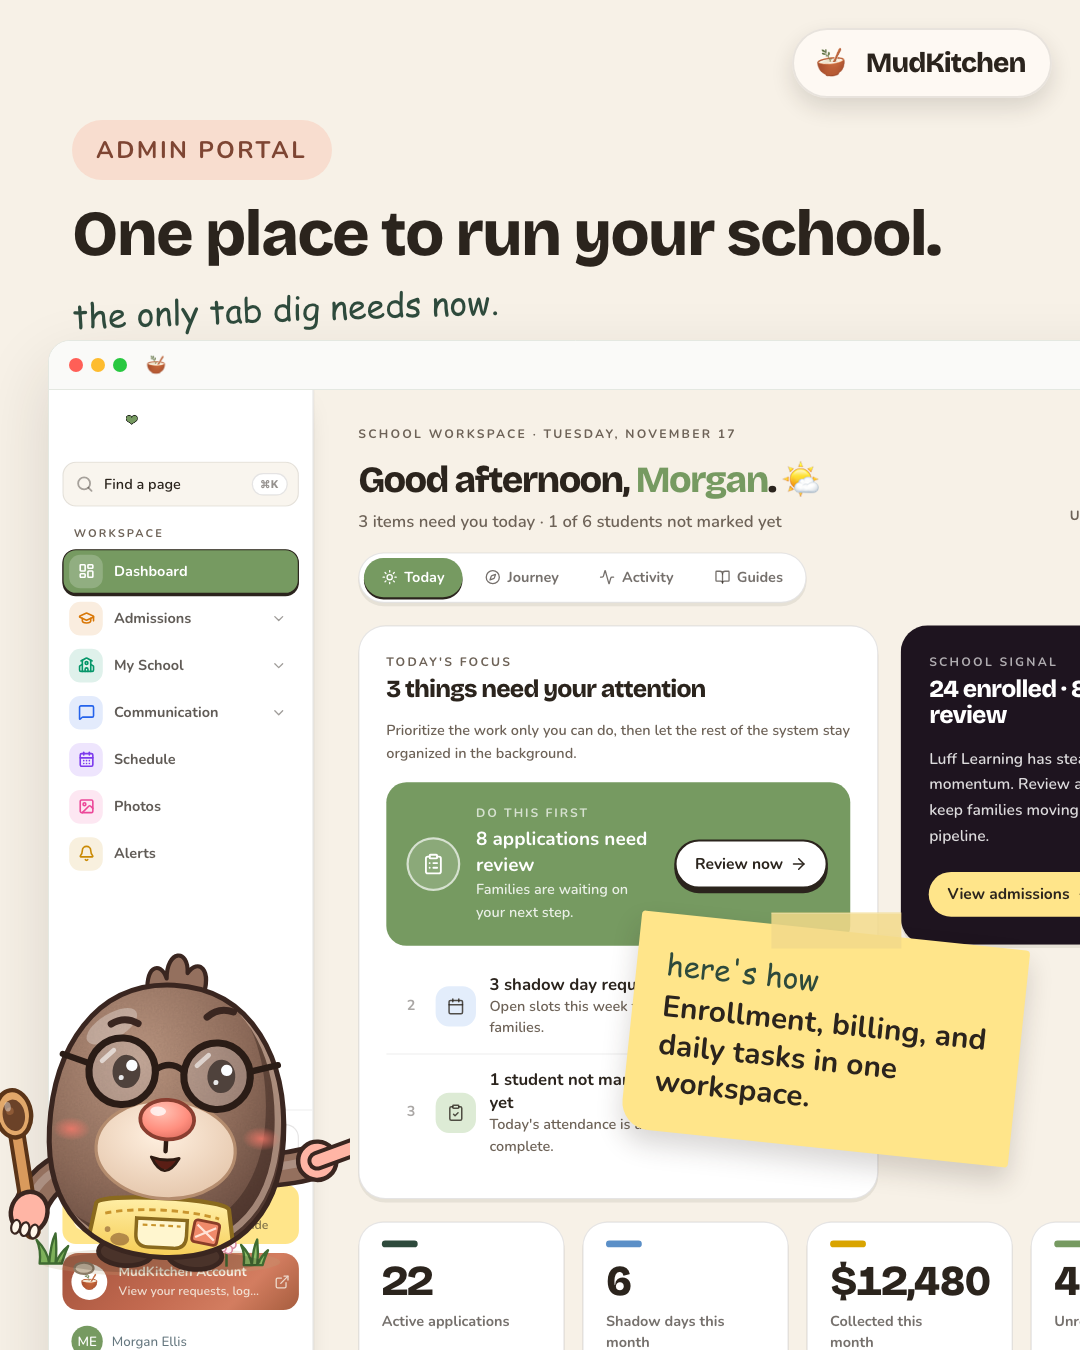 MudKitchen
ADMIN PORTAL
One place to run your school.
the only tab dig needs now.
SCHOOL WORKSPACE · TUESDAY, NOVEMBER 17
Good afternoon, Morgan.
3 items need you today · 1 of 6 students not marked yet
U
Find a page
⌘K
WORKSPACE
Dashboard
Admissions
My School
Communication
Schedule
Photos
Alerts
MudKitchen Account
View your requests, log...
ME
Morgan Ellis
Today
Journey
Activity
Guides
TODAY'S FOCUS
3 things need your attention
Prioritize the work only you can do, then let the rest of the system stay
organized in the background.
DO THIS FIRST
8 applications need
review
Families are waiting on
your next step.
Review now
2
3 shadow day requ
Open slots this week
families.
3
1 student not mar
yet
Today's attendance is
complete.
SCHOOL SIGNAL
24 enrolled · 8
review
Luff Learning has stea
momentum. Review a
keep families moving
pipeline.
View admissions
here's how
Enrollment, billing, and
daily tasks in one
workspace.
22
Active applications
6
Shadow days this
month
$12,480
Collected this
month
4
Unr